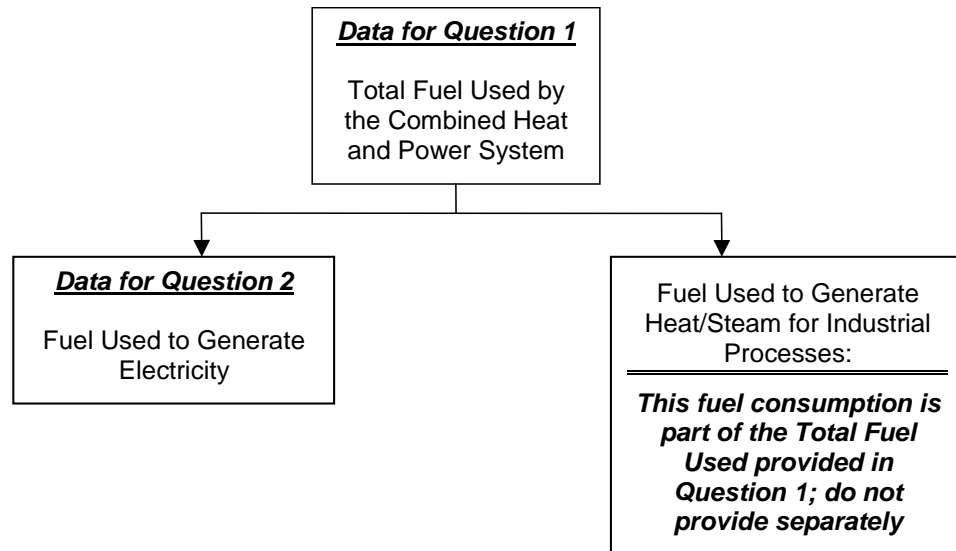 Data for Question 1
Total Fuel Used by
the Combined Heat
and Power System
Data for Question 2
Fuel Used to Generate
Electricity
Fuel Used to Generate
Heat/Steam for Industrial
Processes:
This fuel consumption is
part of the Total Fuel
Used provided in
Question 1; do not
provide separately